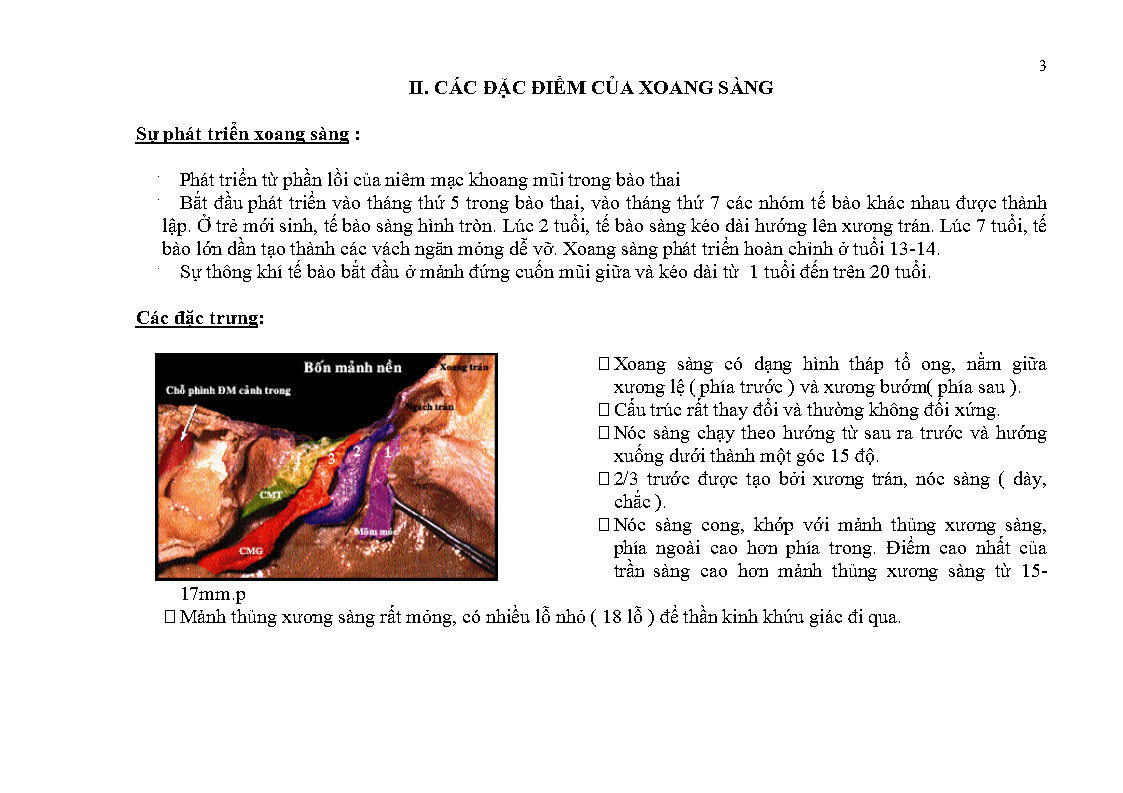 3
II. CÁC ĐẶC ĐIỂM CỦA XOANG SÀNG
Sự phát triển xoang sàng :
· Phát triển từ phần lồi của niêm mạc khoang mũi trong bào thai
· Bắt đầu phát triển vào tháng thứ 5 trong bào thai, vào tháng thứ 7 các nhóm tế bào khác nhau được thành
lập. Ở trẻ mới sinh, tế bào sàng hình tròn. Lúc 2 tuổi, tế bào sàng kéo dài hướng lên xương trán. Lúc 7 tuổi, tế
bào lớn dần tạo thành các vách ngăn mỏng dễ vỡ. Xoang sàng phát triển hoàn chỉnh ở tuổi 13-14.
· Sự thông khí tế bào bắt đầu ở mảnh đứng cuốn mũi giữa và kéo dài từ 1 tuổi đến trên 20 tuổi.
Các đặc trưng:
Bốn mảnh nền
Xoang trán
Chỗ phình ĐM cảnh trong
Ngách trán
4 3 2 1
CMT
Mỏm móc
CMG
Xoang sàng có dạng hình tháp tổ ong, nằm giữa
xương lệ ( phía trước ) và xương bướm( phía sau ).
Cấu trúc rất thay đổi và thường không đối xứng.
Nóc sàng chạy theo hướng từ sau ra trước và hướng
xuống dưới thành một góc 15 độ.
2/3 trước được tạo bởi xương trán, nóc sàng ( dày,
chắc ).
Nóc sàng cong, khớp với mảnh thủng xương sàng,
phía ngoài cao hơn phía trong. Điểm cao nhất của
trần sàng cao hơn mảnh thủng xương sàng từ 15-
17mm.p
Mảnh thủng xương sàng rất mỏng, có nhiều lỗ nhỏ ( 18 lỗ ) để thần kinh khứu giác đi qua.